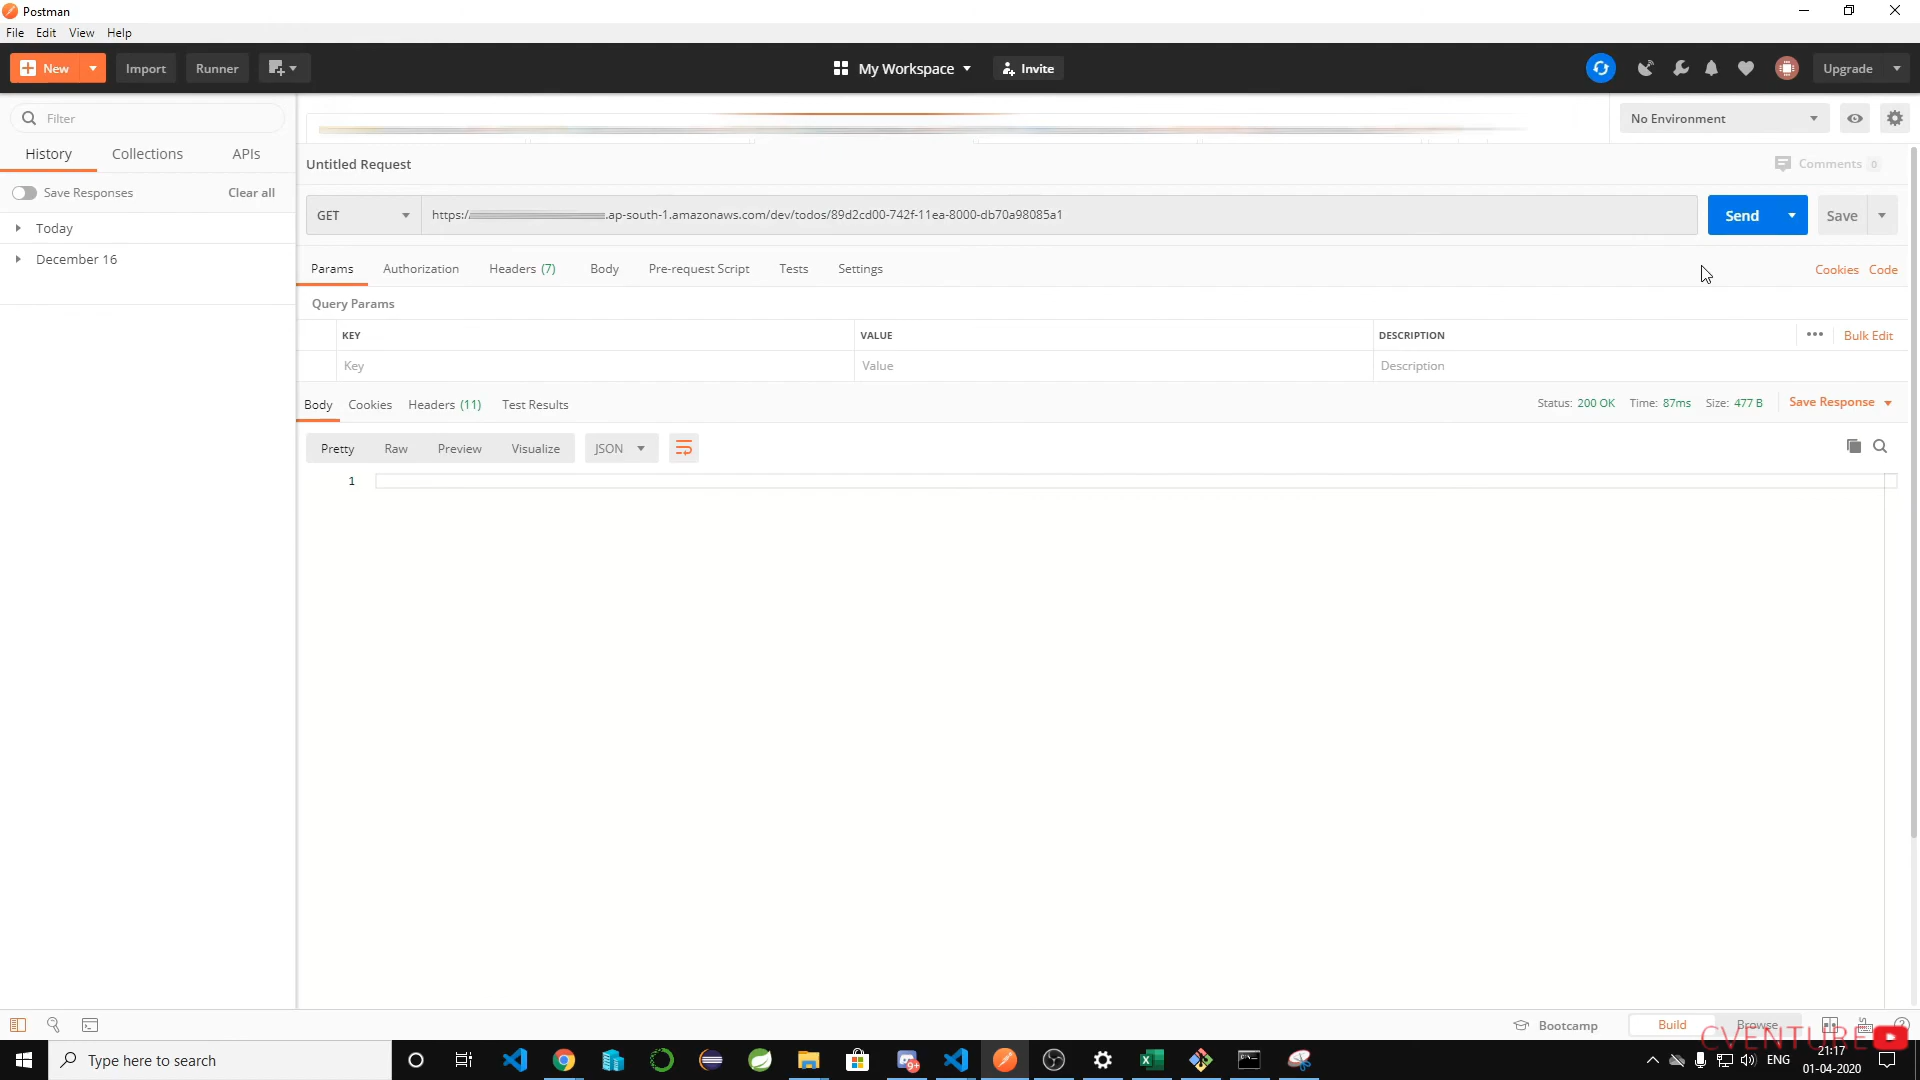 Postman
File Edit View Help
New Import Runner My Workspace Invite Upgrade
Filter
No Environment
History Collections APIs
Save Responses Clear all
Today
December 16
Untitled Request
Comments 0
GET https:/ .ap-south-1.amazonaws.com/dev/todos/89d2cd00-742f-11ea-8000-db70a98085a1 Send Save
Params Authorization Headers (7) Body Pre-request Script Tests Settings Cookies Code
Query Params
KEY VALUE DESCRIPTION ••• Bulk Edit
Key Value Description
Body Cookies Headers (11) Test Results Status: 200 OK Time: 87ms Size: 477 B Save Response
Pretty Raw Preview Visualize JSON
1
Bootcamp Build Browse
CVENTURE
Type here to search
9+
ENG
21:17
01-04-2020